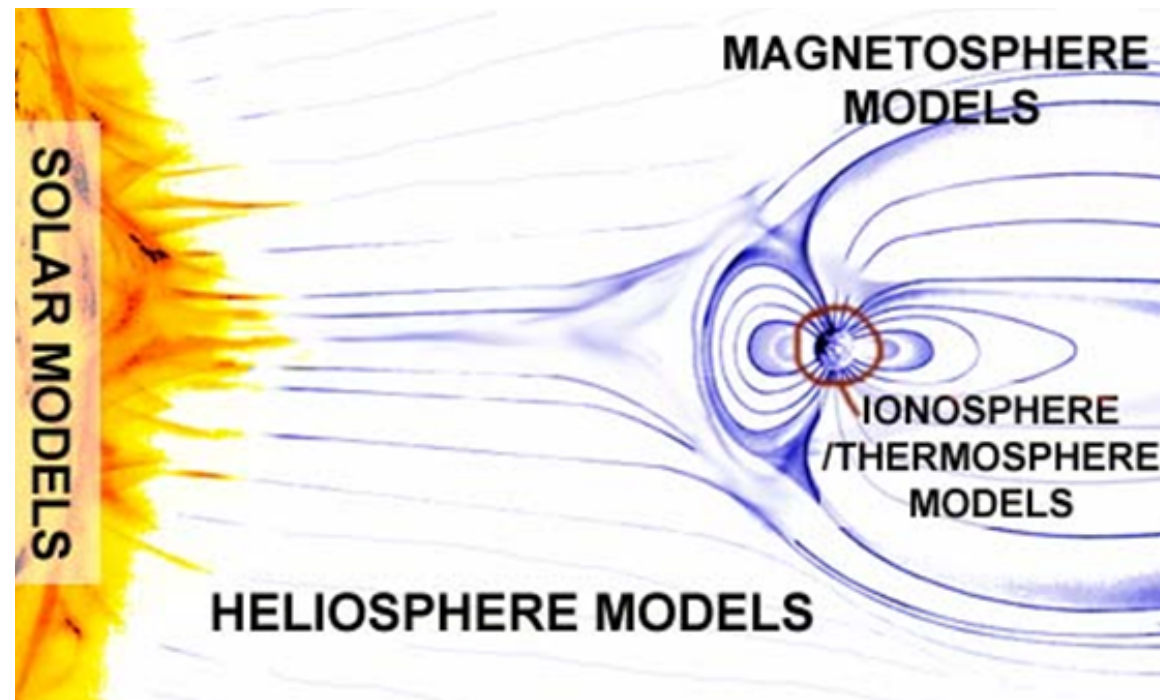 SOLAR MODELS
MAGNETOSPHERE
MODELS
IONOSPHERE
/THERMOSPHERE
MODELS
HELIOSPHERE MODELS